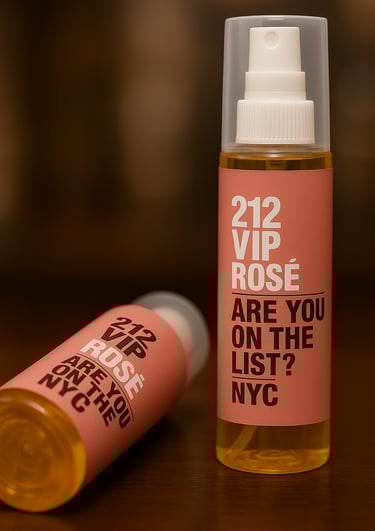 212
VIP
ROSÉ
ARE YOU
ON THE
LIST?
NYC
212
VIP
ROSÉ
ARE YOU
ON THE
NYC